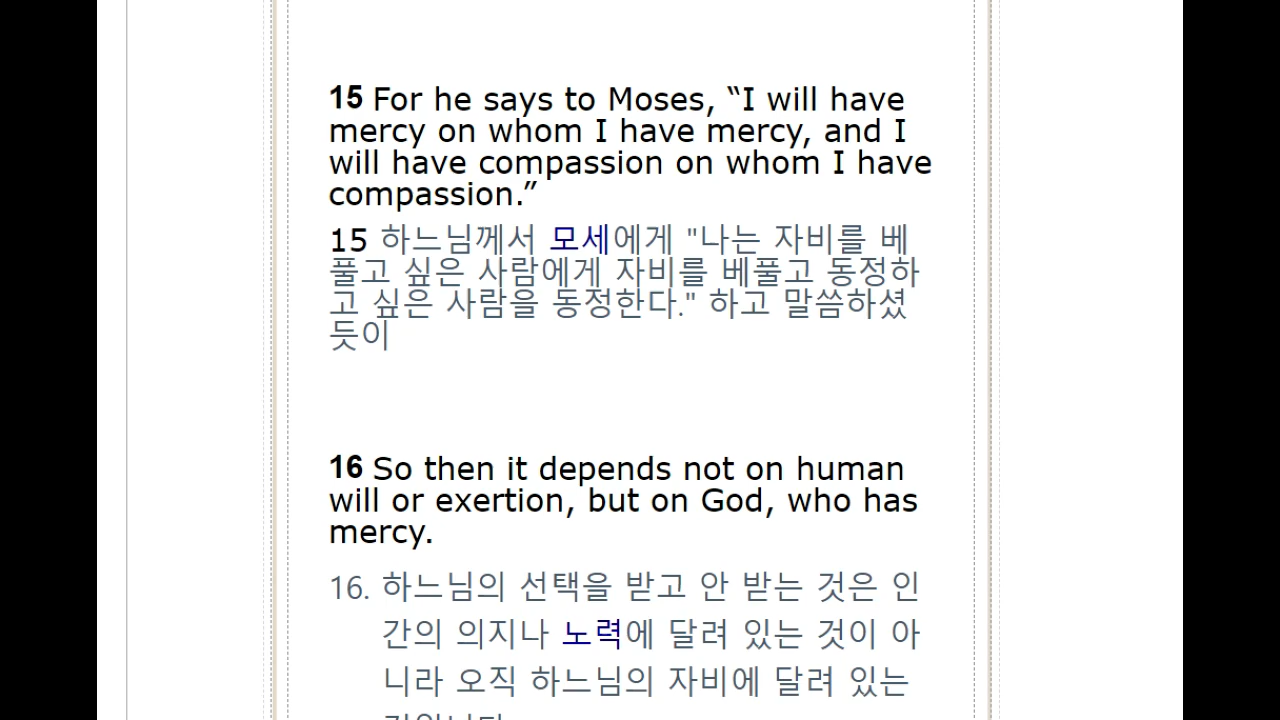 15 For he says to Moses, “I will have
mercy on whom I have mercy, and I
will have compassion on whom I have
compassion.”
15 하느님께서 모세에게 "나는 자비를 베
풀고 싶은 사람에게 자비를 베풀고 동정하
고 싶은 사람을 동정한다." 하고 말씀하셨
듯이
16 So then it depends not on human
will or exertion, but on God, who has
mercy.
16. 하느님의 선택을 받고 안 받는 것은 인
간의 의지나 노력에 달려 있는 것이 아
니라 오직 하느님의 자비에 달려 있는